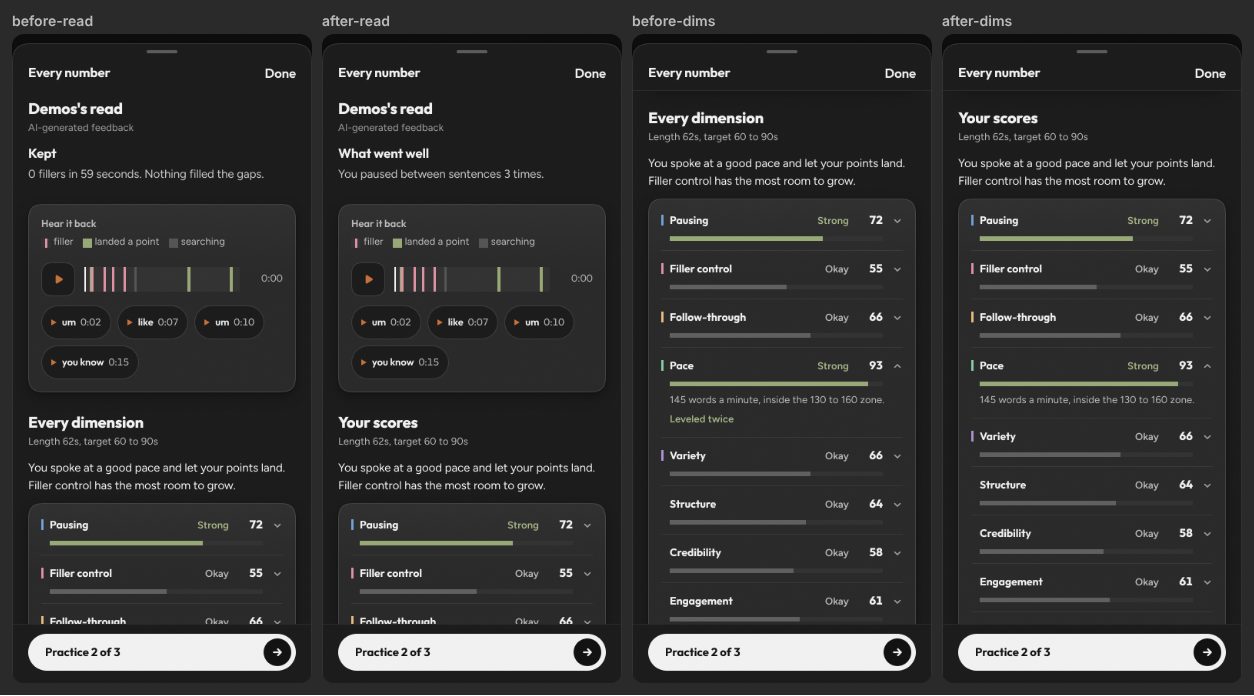 before-read
Every number
Done
Demos's read
AI-generated feedback
Kept
0 fillers in 59 seconds. Nothing filled the gaps.
Hear it back
filler landed a point searching
0:00
um 0:02 like 0:07 um 0:10
you know 0:15
Every dimension
Length 62s, target 60 to 90s
You spoke at a good pace and let your points land.
Filler control has the most room to grow.
Pausing Strong 72
Filler control Okay 55
Follow-through Okay 66
Practice 2 of 3
after-read
Every number
Done
Demos's read
AI-generated feedback
What went well
You paused between sentences 3 times.
Hear it back
filler landed a point searching
0:00
um 0:02 like 0:07 um 0:10
you know 0:15
Your scores
Length 62s, target 60 to 90s
You spoke at a good pace and let your points land.
Filler control has the most room to grow.
Pausing Strong 72
Filler control Okay 55
Follow-through Okay 66
Practice 2 of 3
before-dims
Every number
Done
Every dimension
Length 62s, target 60 to 90s
You spoke at a good pace and let your points land.
Filler control has the most room to grow.
Pausing Strong 72
Filler control Okay 55
Follow-through Okay 66
Pace Strong 93
145 words a minute, inside the 130 to 160 zone.
Leveled twice
Variety Okay 66
Structure Okay 64
Credibility Okay 58
Engagement Okay 61
Practice 2 of 3
after-dims
Every number
Done
Your scores
Length 62s, target 60 to 90s
You spoke at a good pace and let your points land.
Filler control has the most room to grow.
Pausing Strong 72
Filler control Okay 55
Follow-through Okay 66
Pace Strong 93
145 words a minute, inside the 130 to 160 zone.
Variety Okay 66
Structure Okay 64
Credibility Okay 58
Engagement Okay 61
Practice 2 of 3